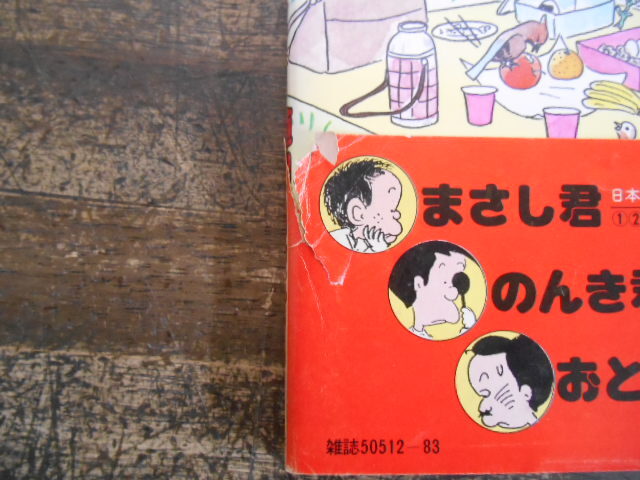 まさし君
日本
①②
のんき
おと
雑誌50512-83